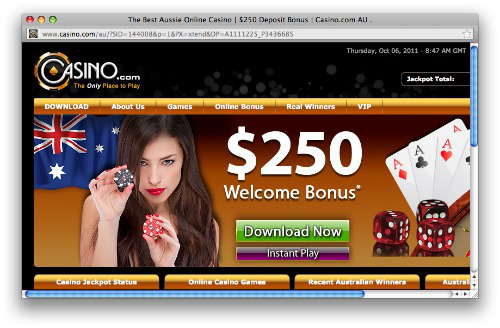 The Best Aussie Online Casino | $250 Deposit Bonus | Casino.com AU .
www.casino.com/au/?SID=144008&p=1&PX=xtend&OP=A1111225_P3436685
Thursday, Oct 06, 2011 - 8:47 AM GMT
CASINO.com
The Only Place to Play
Jackpot Total:
DOWNLOAD About Us Games Online Bonus Real Winners VIP
$250
Welcome Bonus*
Download Now
Instant Play
A A A A
Casino Jackpot Status Online Casino Games Recent Australian Winners Austral